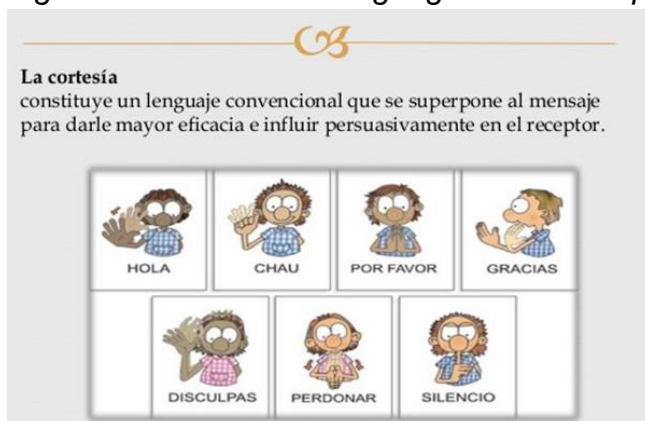 La cortesía
constituye un lenguaje convencional que se superpone al mensaje
para darle mayor eficacia e influir persuasivamente en el receptor.
HOLA
CHAU
POR FAVOR
GRACIAS
DISCULPAS
PERDONAR
SILENCIO